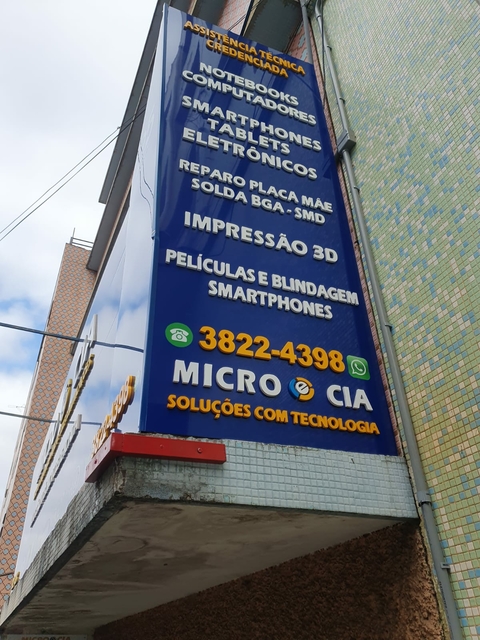 ASSISTÊNCIA TÉCNICA
CREDENCIADA
NOTEBOOKS
COMPUTADORES
SMARTPHONES
TABLETS
ELETRÔNICOS
REPARO PLACA MÃE
SOLDA BGA - SMD
IMPRESSÃO 3D
PELÍCULAS E BLINDAGEM
SMARTPHONES
3822-4398
MICRO e CIA
SOLUÇÕES COM TECNOLOGIA